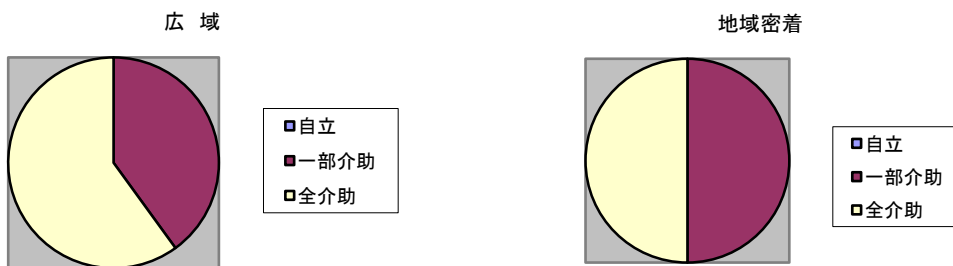 広 域
自立
一部介助
全介助
地域密着
自立
一部介助
全介助